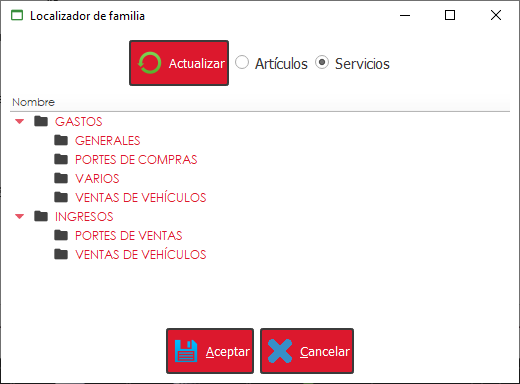 Localizador de familia
Actualizar Artículos Servicios
Nombre
GASTOS
GENERALES
PORTES DE COMPRAS
VARIOS
VENTAS DE VEHÍCULOS
INGRESOS
PORTES DE VENTAS
VENTAS DE VEHÍCULOS
Aceptar Cancelar